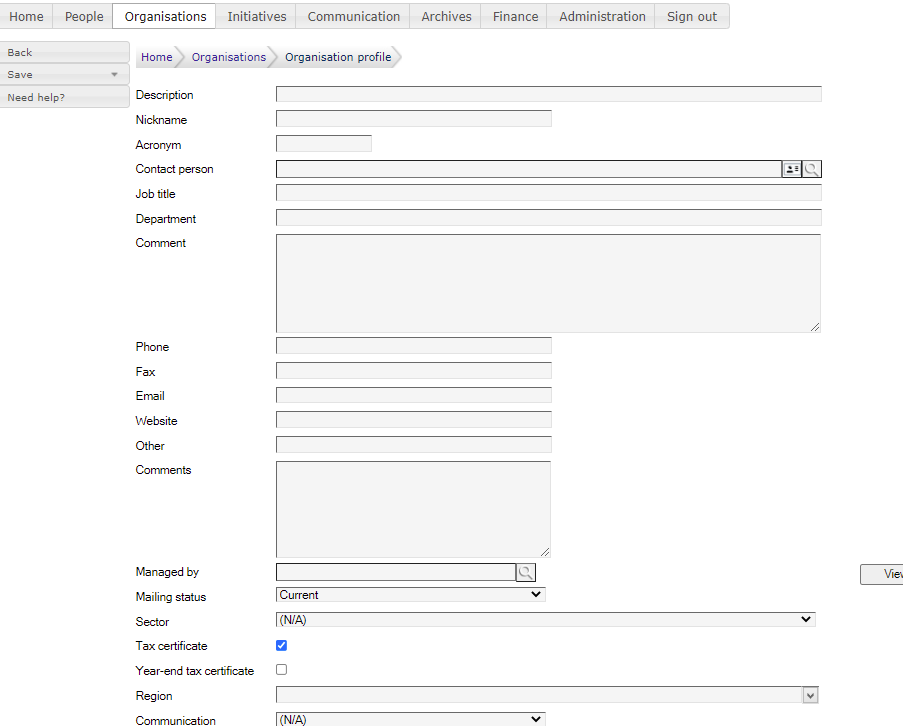 Home People Organisations Initiatives Communication Archives Finance Administration Sign out
Back
Save
Need help?
Home Organisations Organisation profile
Description
Nickname
Acronym
Contact person
Job title
Department
Comment
Phone
Fax
Email
Website
Other
Comments
Managed by
View
Mailing status Current
Sector (N/A)
Tax certificate
Year-end tax certificate
Region
Communication (N/A)